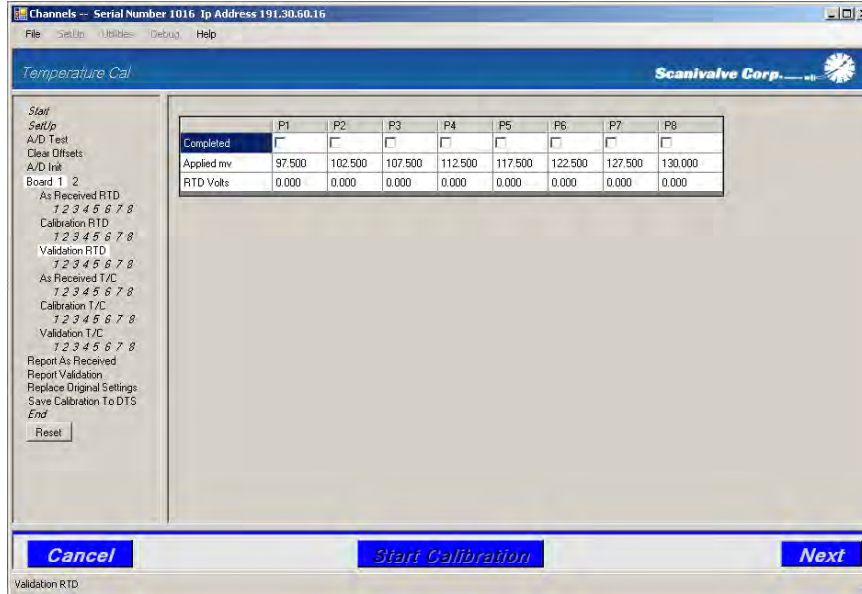 Channels -- Serial Number 1016 Ip Address 191.30.60.16
File SetUp Utilities Debug Help
Temperature Cal
Scanivalve Corp.
Start
SetUp
A/D Test
Clear Offsets
A/D Init
Board 1 2
As Received RTD
1 2 3 4 5 6 7 8
Calibration RTD
1 2 3 4 5 6 7 8
Validation RTD
1 2 3 4 5 6 7 8
As Received T/C
1 2 3 4 5 6 7 8
Calibration T/C
1 2 3 4 5 6 7 8
Validation T/C
1 2 3 4 5 6 7 8
Report As Received
Report Validation
Replace Original Settings
Save Calibration To DTS
End
Reset
P1 P2 P3 P4 P5 P6 P7 P8
Completed
Applied mv 97.500 102.500 107.500 112.500 117.500 122.500 127.500 130.000
RTD Volts 0.000 0.000 0.000 0.000 0.000 0.000 0.000 0.000
Cancel Start Calibration Next
Validation RTD